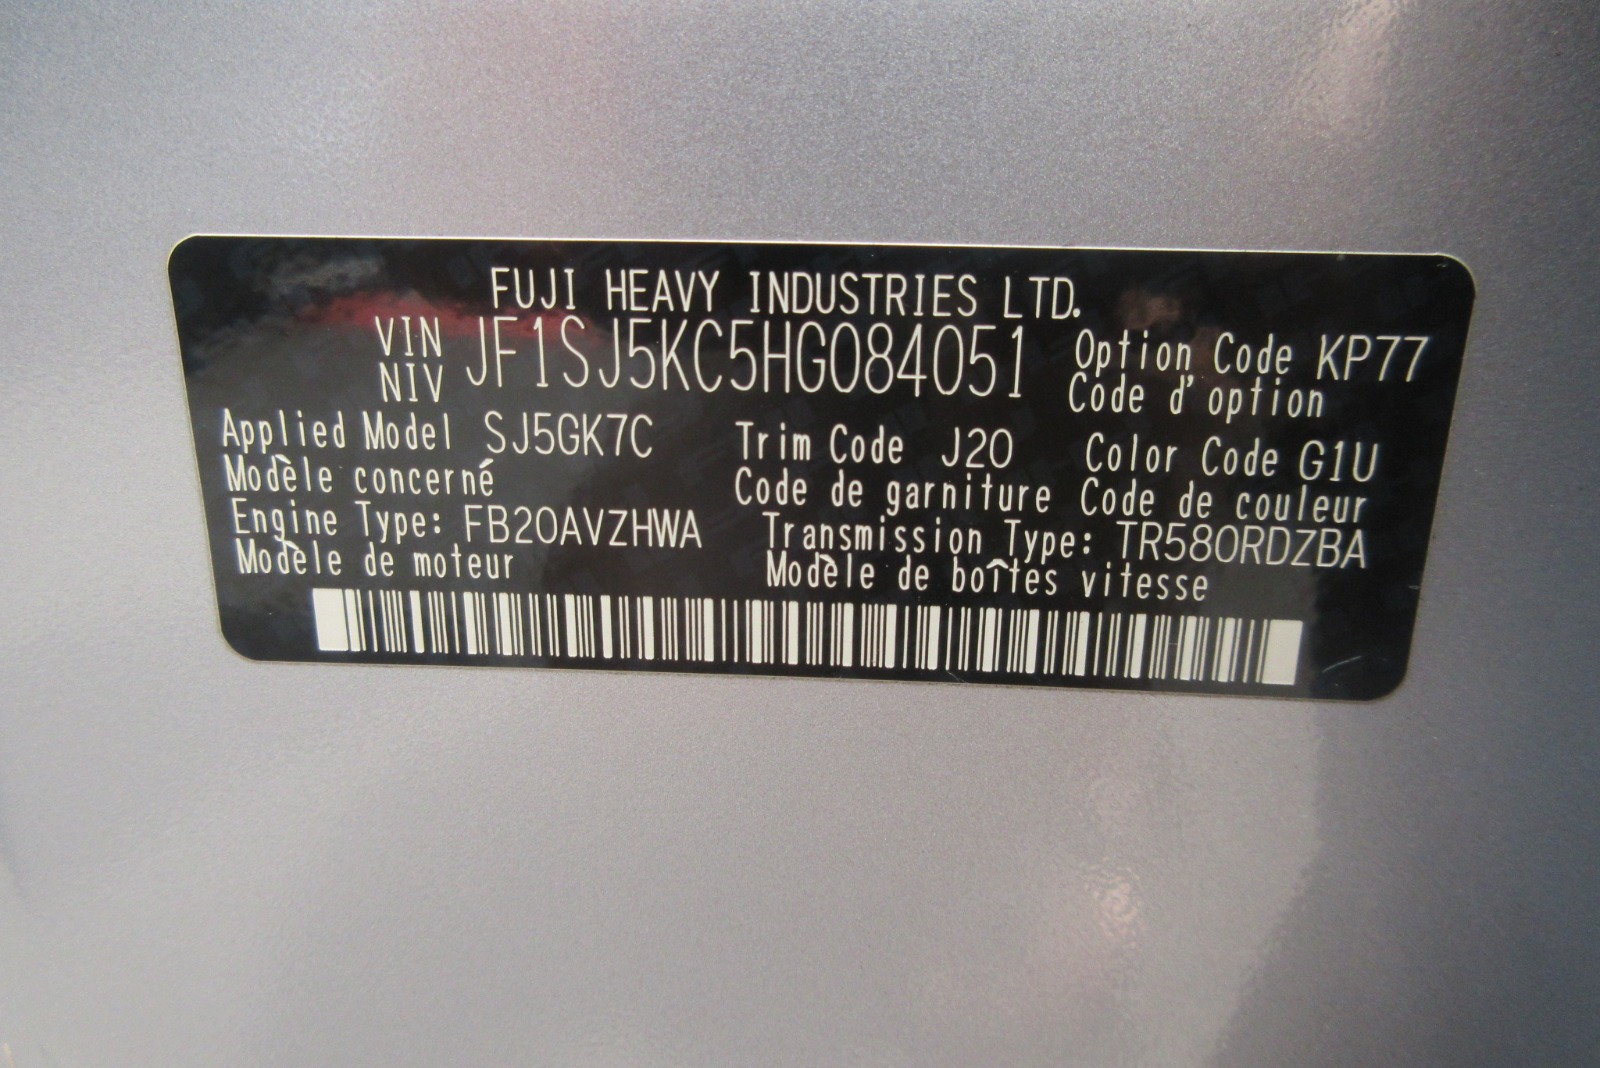 FUJI HEAVY INDUSTRIES LTD.
VIN JF1SJ5KC5HG084051 Option Code KP77
NIV Code d'option
Applied Model SJ5GK7C Trim Code J20 Color Code G1U
Modèle concerné Code de garniture Code de couleur
Engine Type: FB20AVZHWA Transmission Type: TR580RDZBA
Modèle de moteur Modèle de boîtes vitesse